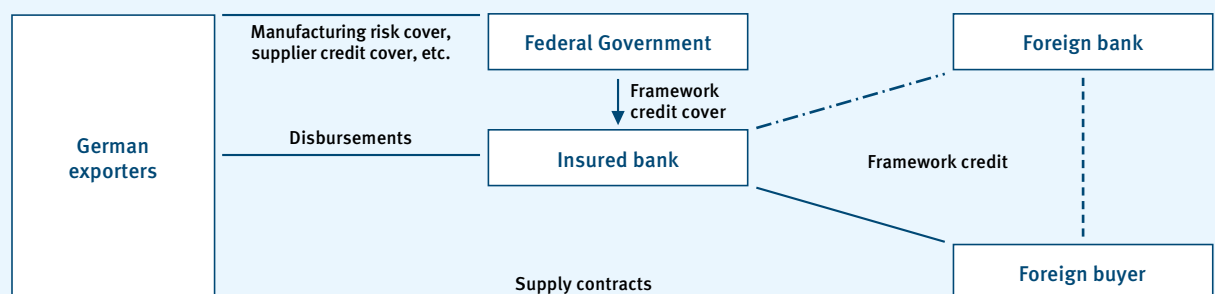 Manufacturing risk cover,
supplier credit cover, etc.
Federal Government
Foreign bank
Framework
credit cover
German
exporters
Disbursements
Insured bank
Framework credit
Foreign buyer
Supply contracts